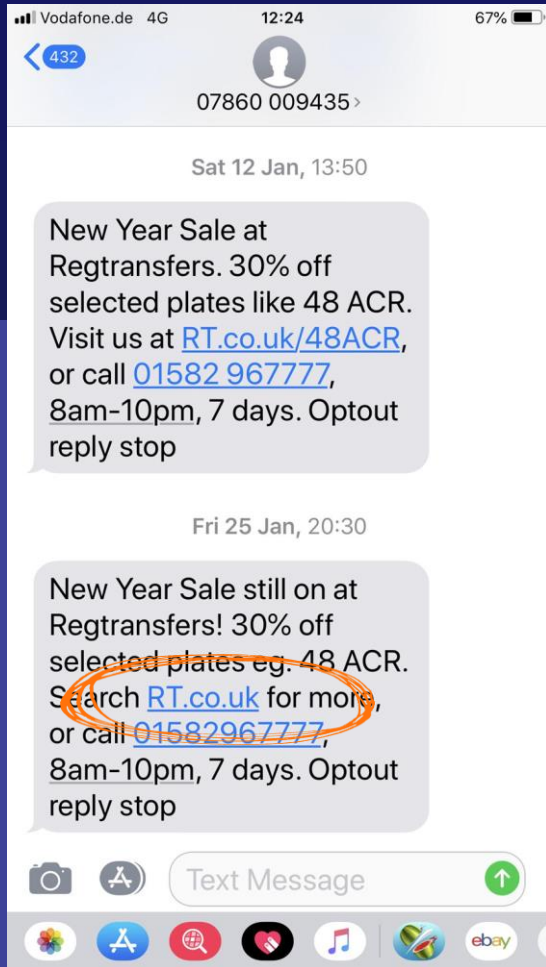 Vodafone.de 4G 12:24 67%
432
07860 009435
Sat 12 Jan, 13:50
New Year Sale at
Regtransfers. 30% off
selected plates like 48 ACR.
Visit us at RT.co.uk/48ACR,
or call 01582 967777,
8am-10pm, 7 days. Optout
reply stop
Fri 25 Jan, 20:30
New Year Sale still on at
Regtransfers! 30% off
selected plates eg. 48 ACR.
Search RT.co.uk for more,
or call 01582967777,
8am-10pm, 7 days. Optout
reply stop
Text Message
ebay